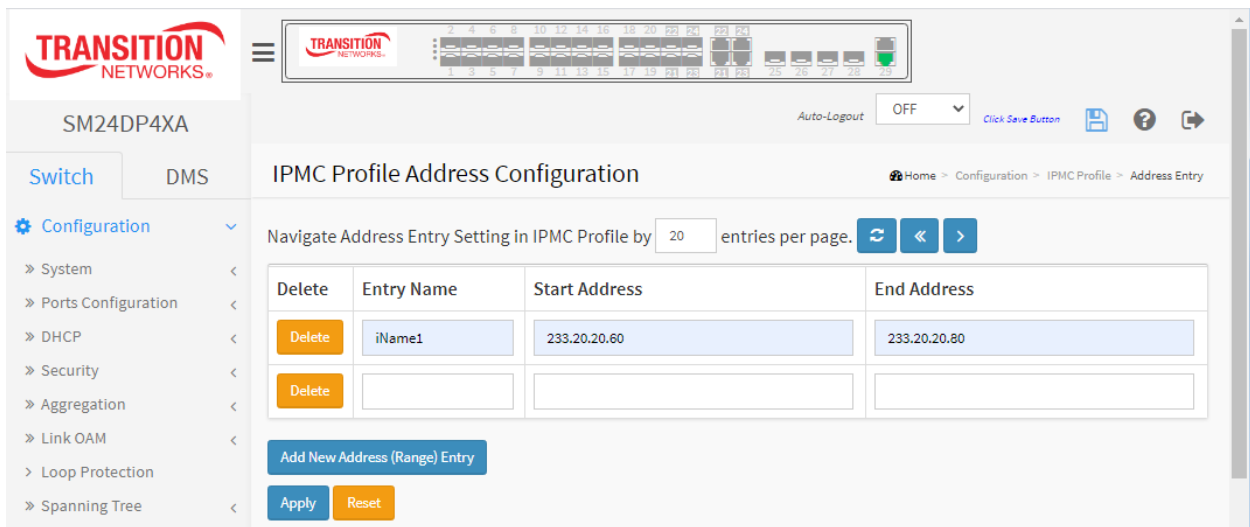 TRANSITION
NETWORKS®
SM24DP4XA
Switch DMS
Configuration
System
Ports Configuration
DHCP
Security
Aggregation
Link OAM
Loop Protection
Spanning Tree
TRANSITION
NETWORKS
2 4 6 8 10 12 14 16 18 20 22 24 22 24
1 3 5 7 9 11 13 15 17 19 21 23 21 23 25 26 27 28 29
Auto-Logout OFF Click Save Button
IPMC Profile Address Configuration
Home > Configuration > IPMC Profile > Address Entry
Navigate Address Entry Setting in IPMC Profile by 20 entries per page.
Delete Entry Name Start Address End Address
Delete iName1 233.20.20.60 233.20.20.80
Delete
Add New Address (Range) Entry
Apply Reset